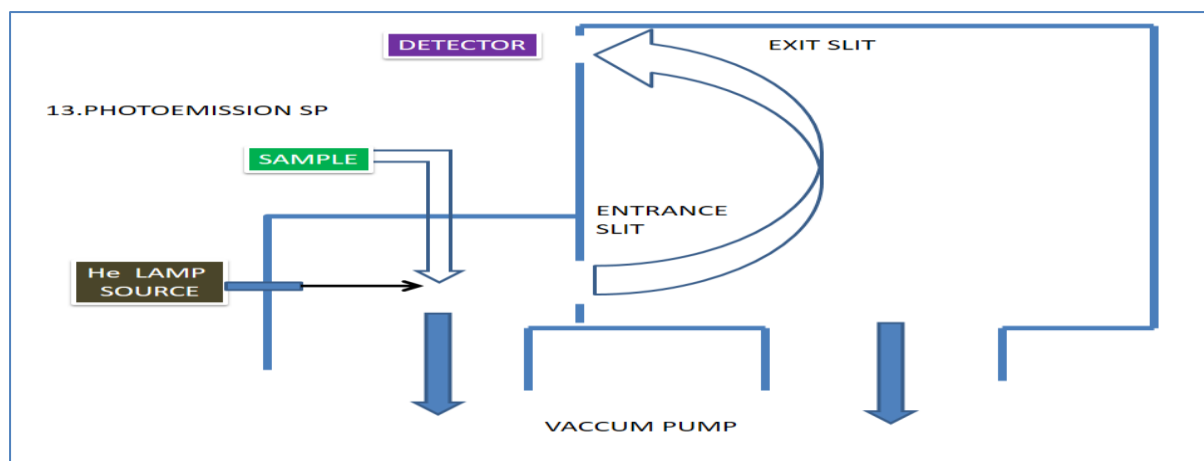 DETECTOR
EXIT SLIT
13.PHOTOEMISSION SP
SAMPLE
ENTRANCE
SLIT
He LAMP
SOURCE
VACCUM PUMP